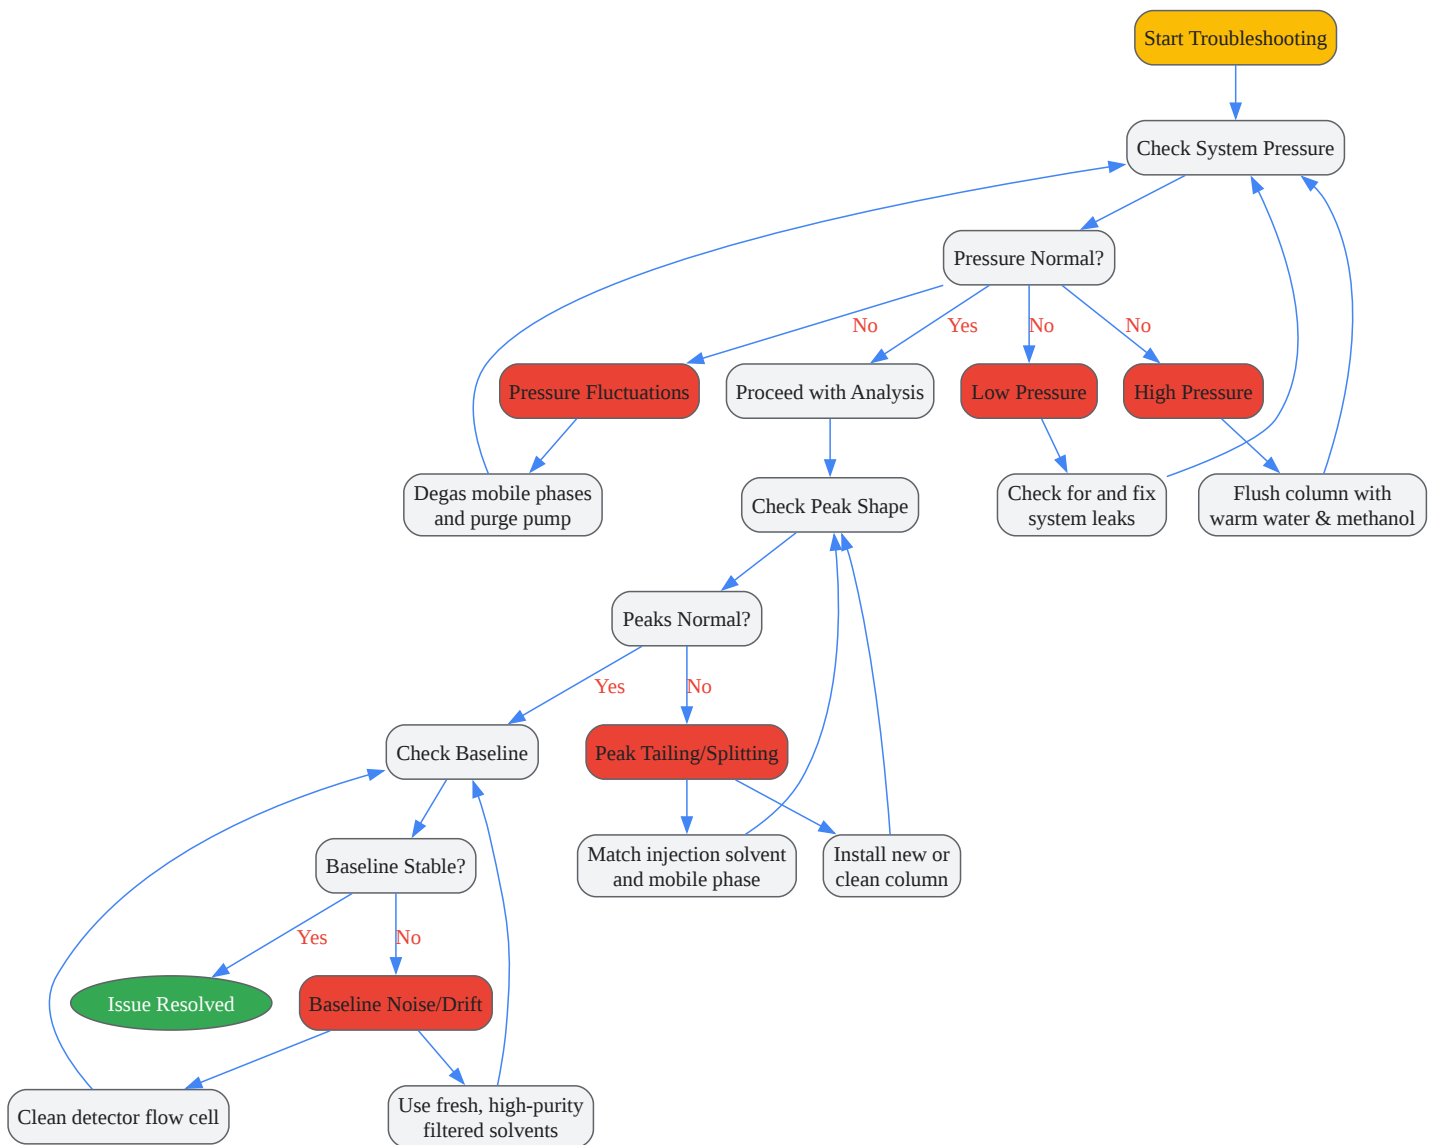 Start Troubleshooting
Check System Pressure
Pressure Normal?
No
Yes
No
No
Pressure Fluctuations
Proceed with Analysis
Low Pressure
High Pressure
Degas mobile phases
and purge pump
Check Peak Shape
Check for and fix
system leaks
Flush column with
warm water & methanol
Peaks Normal?
Yes
No
Check Baseline
Peak Tailing/Splitting
Baseline Stable?
Match injection solvent
and mobile phase
Install new or
clean column
Yes
No
Issue Resolved
Baseline Noise/Drift
Clean detector flow cell
Use fresh, high-purity
filtered solvents